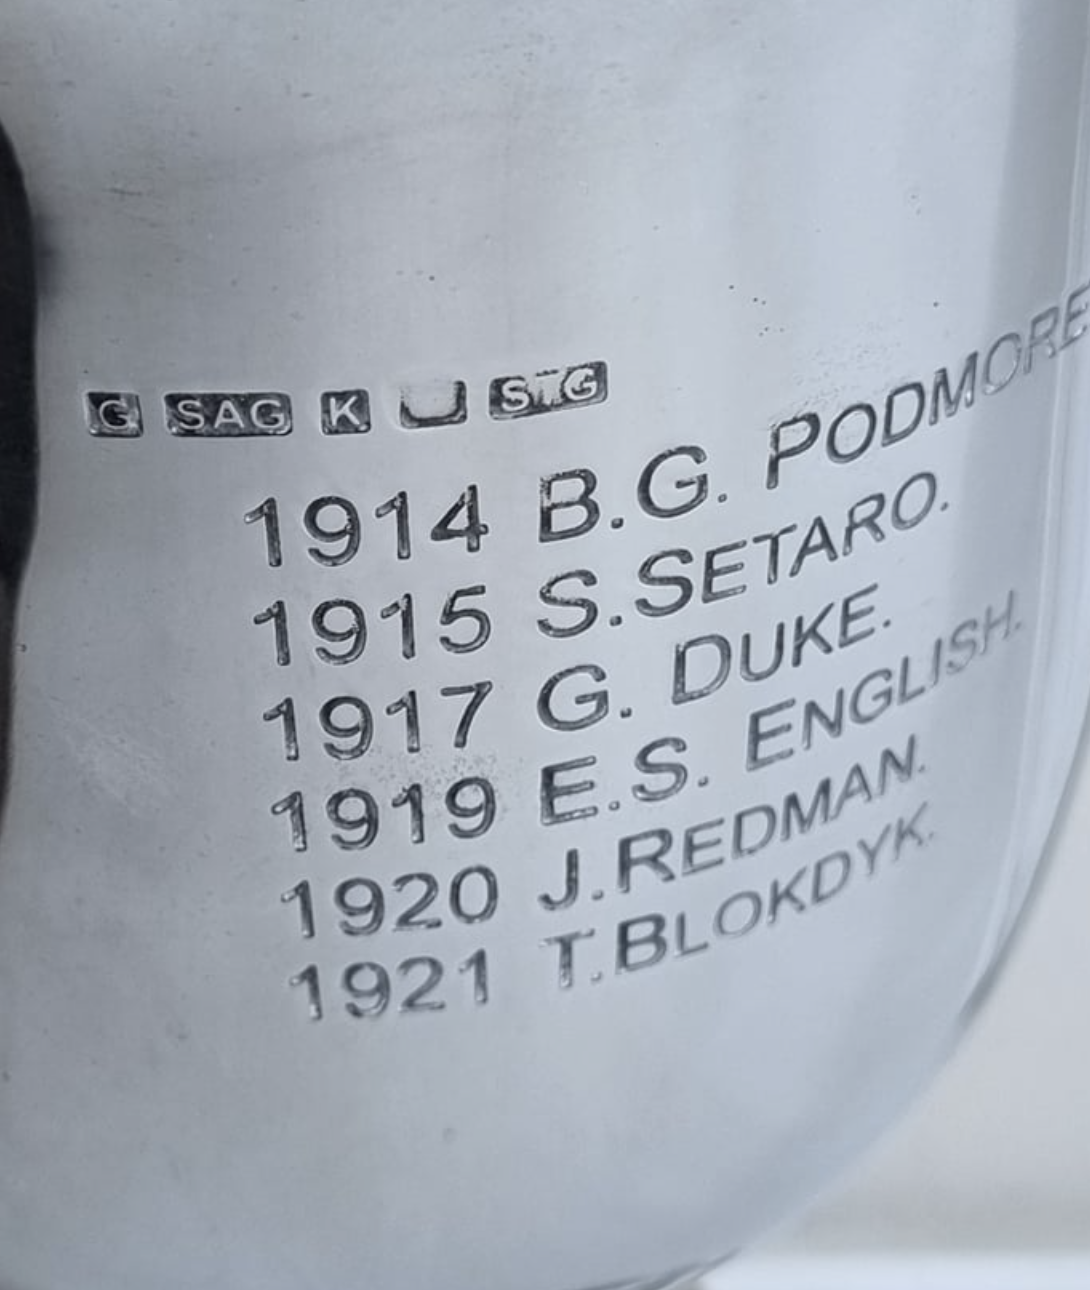 G SAG K
1914 B.G. PODMORE
1915 S.SETARO.
1917 G. DUKE.
1919 E.S. ENGLISH.
1920 J.REDMAN.
1921 T.BLOKDYK.